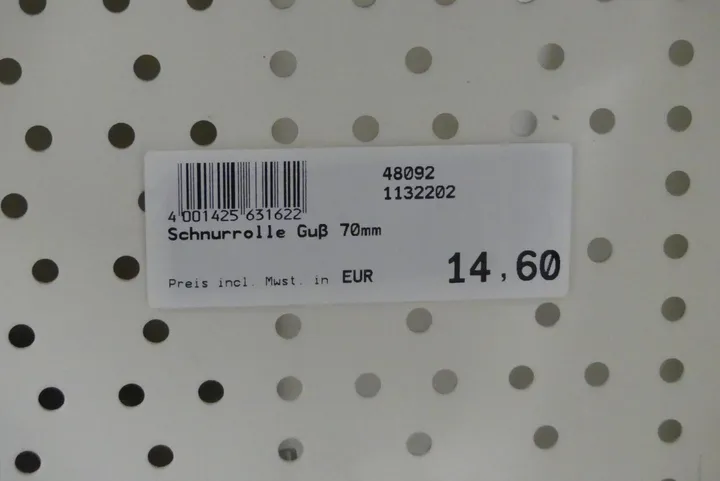 48092
1132202
4 001425 631622
Schnurrolle Guß 70mm
Preis incl. Mwst. in EUR 14,60